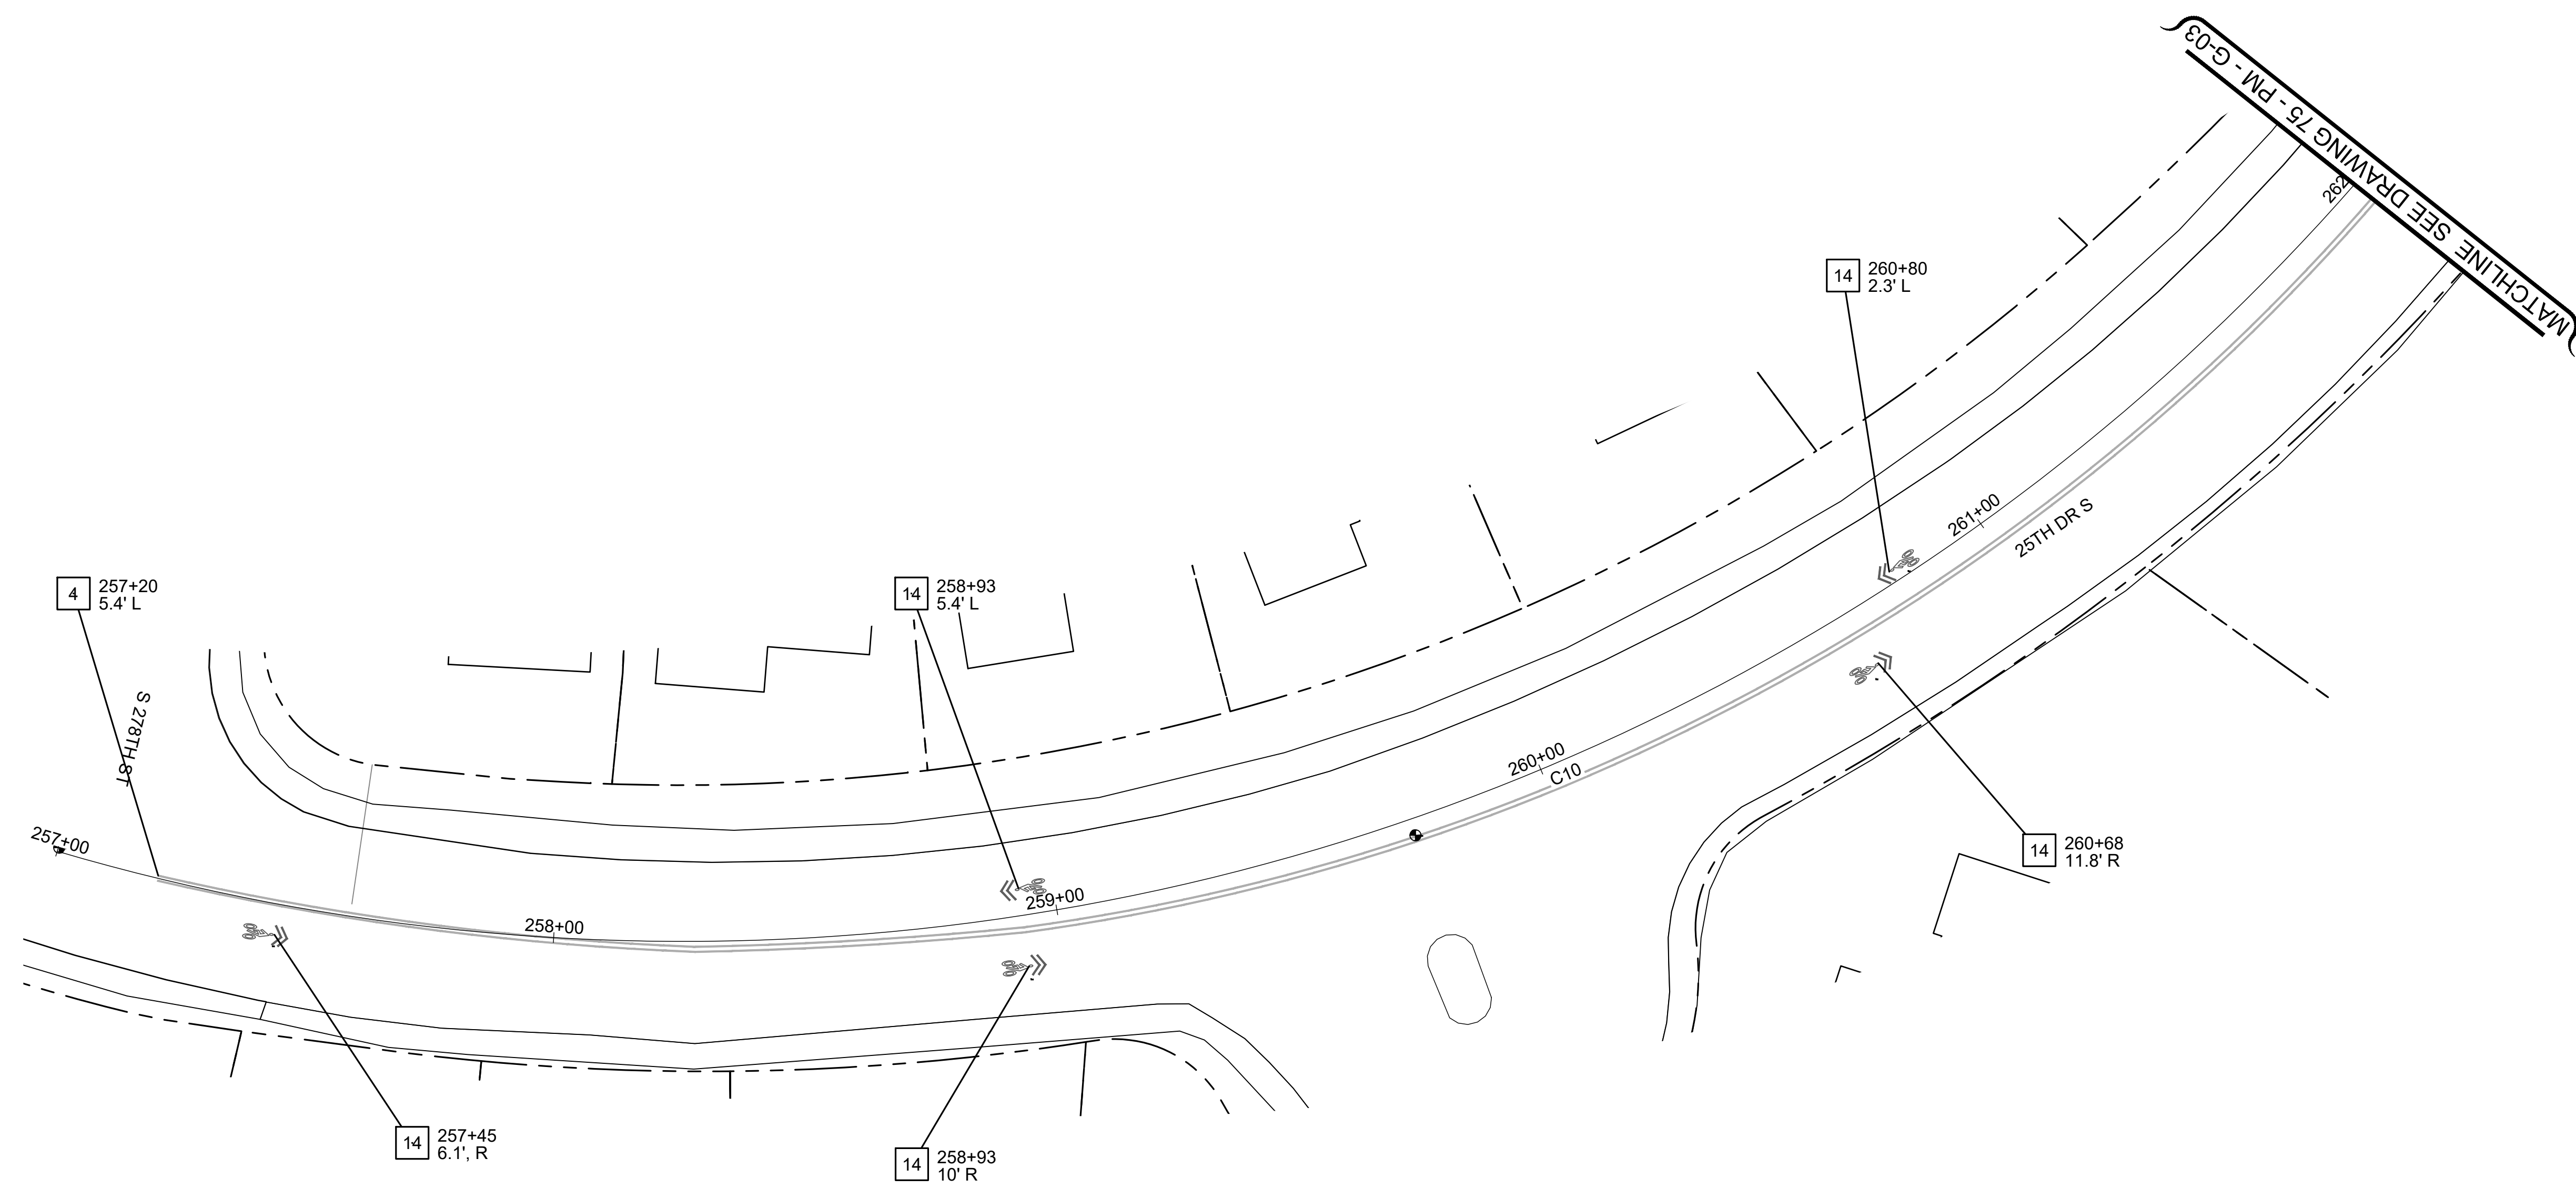 MATCHLINE SEE DRAWING 75 - PM - G-03
262
14
260+80
2.3' L
261+00
25TH DR S
4
257+20
5.4' L
14
258+93
5.4' L
S 278TH ST
257+00
258+00
259+00
260+00
C10
14
260+68
11.8' R
14
257+45
6.1', R
14
258+93
10' R